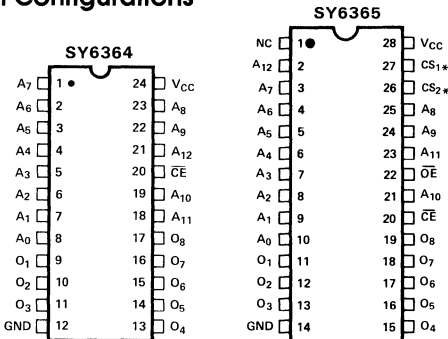 Configurations
SY6364
A7 1 24 VCC
A6 2 23 A8
A5 3 22 A9
A4 4 21 A12
A3 5 20 CE
A2 6 19 A10
A1 7 18 A11
A0 8 17 O8
O1 9 16 O7
O2 10 15 O6
O3 11 14 O5
GND 12 13 O4
SY6365
NC 1 28 VCC
A12 2 27 CS1*
A7 3 26 CS2*
A6 4 25 A8
A5 5 24 A9
A4 6 23 A11
A3 7 22 OE
A2 8 21 A10
A1 9 20 CE
A0 10 19 O8
O1 11 18 O7
O2 12 17 O6
O3 13 16 O5
GND 14 15 O4